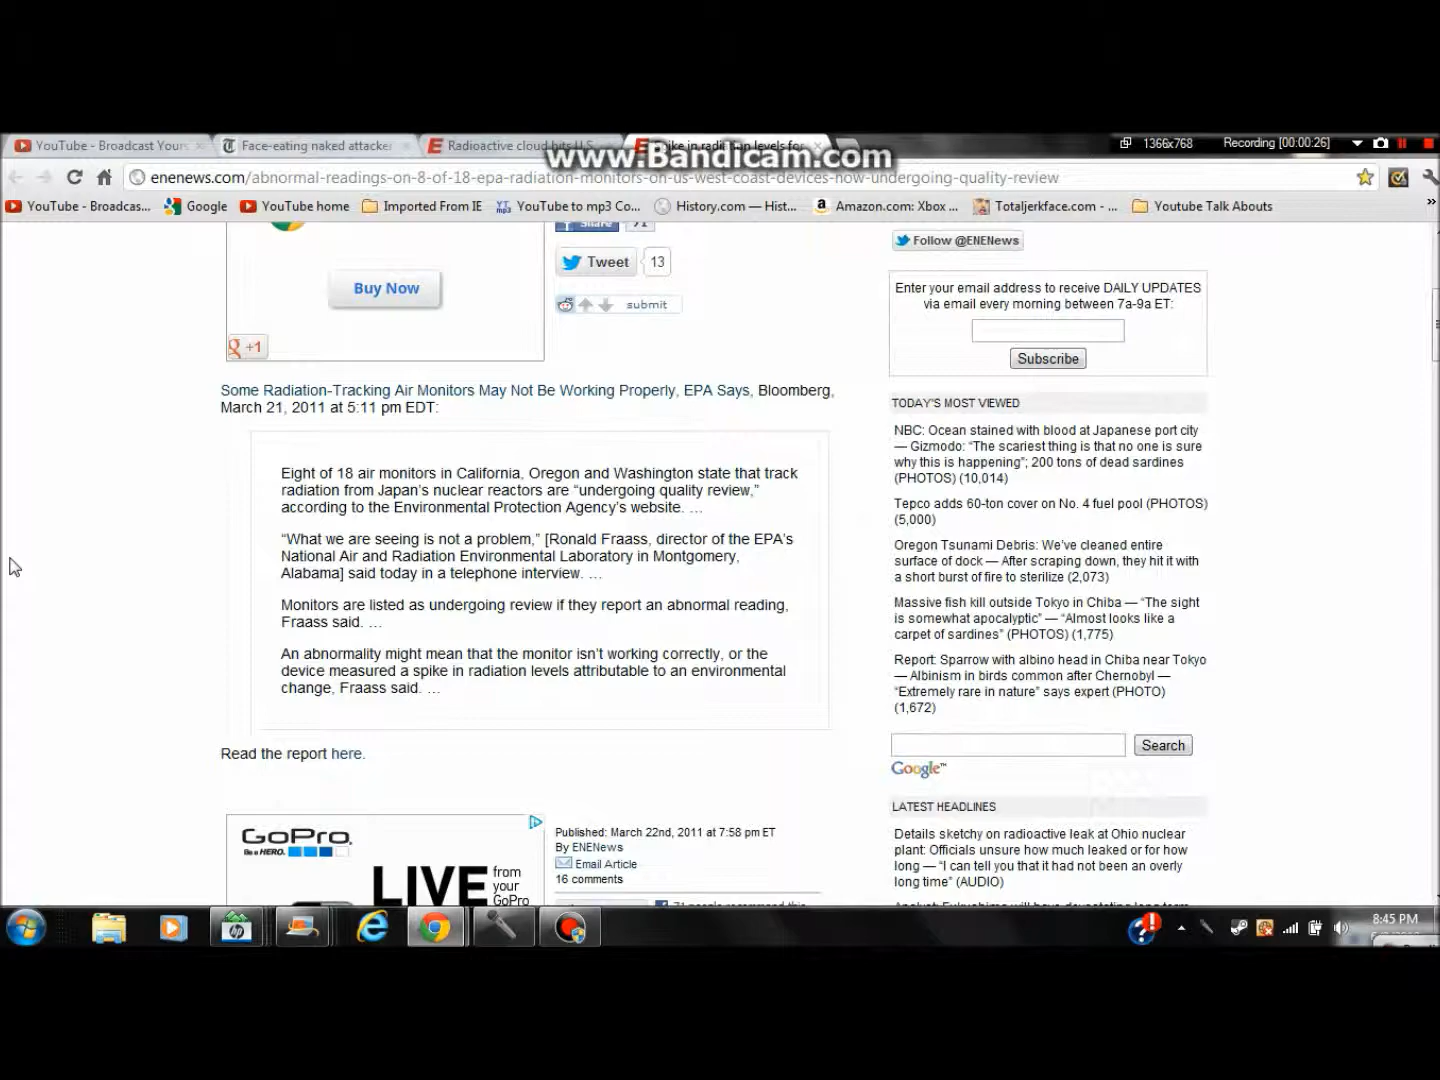 YouTube - Broadcast Yours
Face-eating naked attacker
Radioactive cloud hits U.S.
Spike in radiation levels for
1366x768
Recording [00:00:26]
www.Bandicam.com
enenews.com/abnormal-readings-on-8-of-18-epa-radiation-monitors-on-us-west-coast-devices-now-undergoing-quality-review
YouTube - Broadcas...
Google
YouTube home
Imported From IE
YouTube to mp3 Co...
History.com — Hist...
Amazon.com: Xbox ...
Totaljerkface.com - ...
Youtube Talk Abouts
»
Share
71
Tweet
13
submit
Buy Now
+1
Some Radiation-Tracking Air Monitors May Not Be Working Properly, EPA Says, Bloomberg,
March 21, 2011 at 5:11 pm EDT:
Eight of 18 air monitors in California, Oregon and Washington state that track
radiation from Japan’s nuclear reactors are “undergoing quality review,”
according to the Environmental Protection Agency’s website. …
“What we are seeing is not a problem,” [Ronald Fraass, director of the EPA’s
National Air and Radiation Environmental Laboratory in Montgomery,
Alabama] said today in a telephone interview. …
Monitors are listed as undergoing review if they report an abnormal reading,
Fraass said. …
An abnormality might mean that the monitor isn’t working correctly, or the
device measured a spike in radiation levels attributable to an environmental
change, Fraass said. …
Read the report here.
GoPro
Be a HERO.
LIVE from
your
GoPro
Published: March 22nd, 2011 at 7:58 pm ET
By ENENews
Email Article
16 comments
71 people recommend this
Follow @ENENews
Enter your email address to receive DAILY UPDATES
via email every morning between 7a-9a ET:
Subscribe
TODAY'S MOST VIEWED
NBC: Ocean stained with blood at Japanese port city
— Gizmodo: “The scariest thing is that no one is sure
why this is happening”; 200 tons of dead sardines
(PHOTOS) (10,014)
Tepco adds 60-ton cover on No. 4 fuel pool (PHOTOS)
(5,000)
Oregon Tsunami Debris: We’ve cleaned entire
surface of dock — After scraping down, they hit it with
a short burst of fire to sterilize (2,073)
Massive fish kill outside Tokyo in Chiba — “The sight
is somewhat apocalyptic” — “Almost looks like a
carpet of sardines” (PHOTOS) (1,775)
Report: Sparrow with albino head in Chiba near Tokyo
— Albinism in birds common after Chernobyl —
“Extremely rare in nature” says expert (PHOTO)
(1,672)
Search
Google™
LATEST HEADLINES
Details sketchy on radioactive leak at Ohio nuclear
plant: Officials unsure how much leaked or for how
long — “I can tell you that it had not been an overly
long time” (AUDIO)
8:45 PM